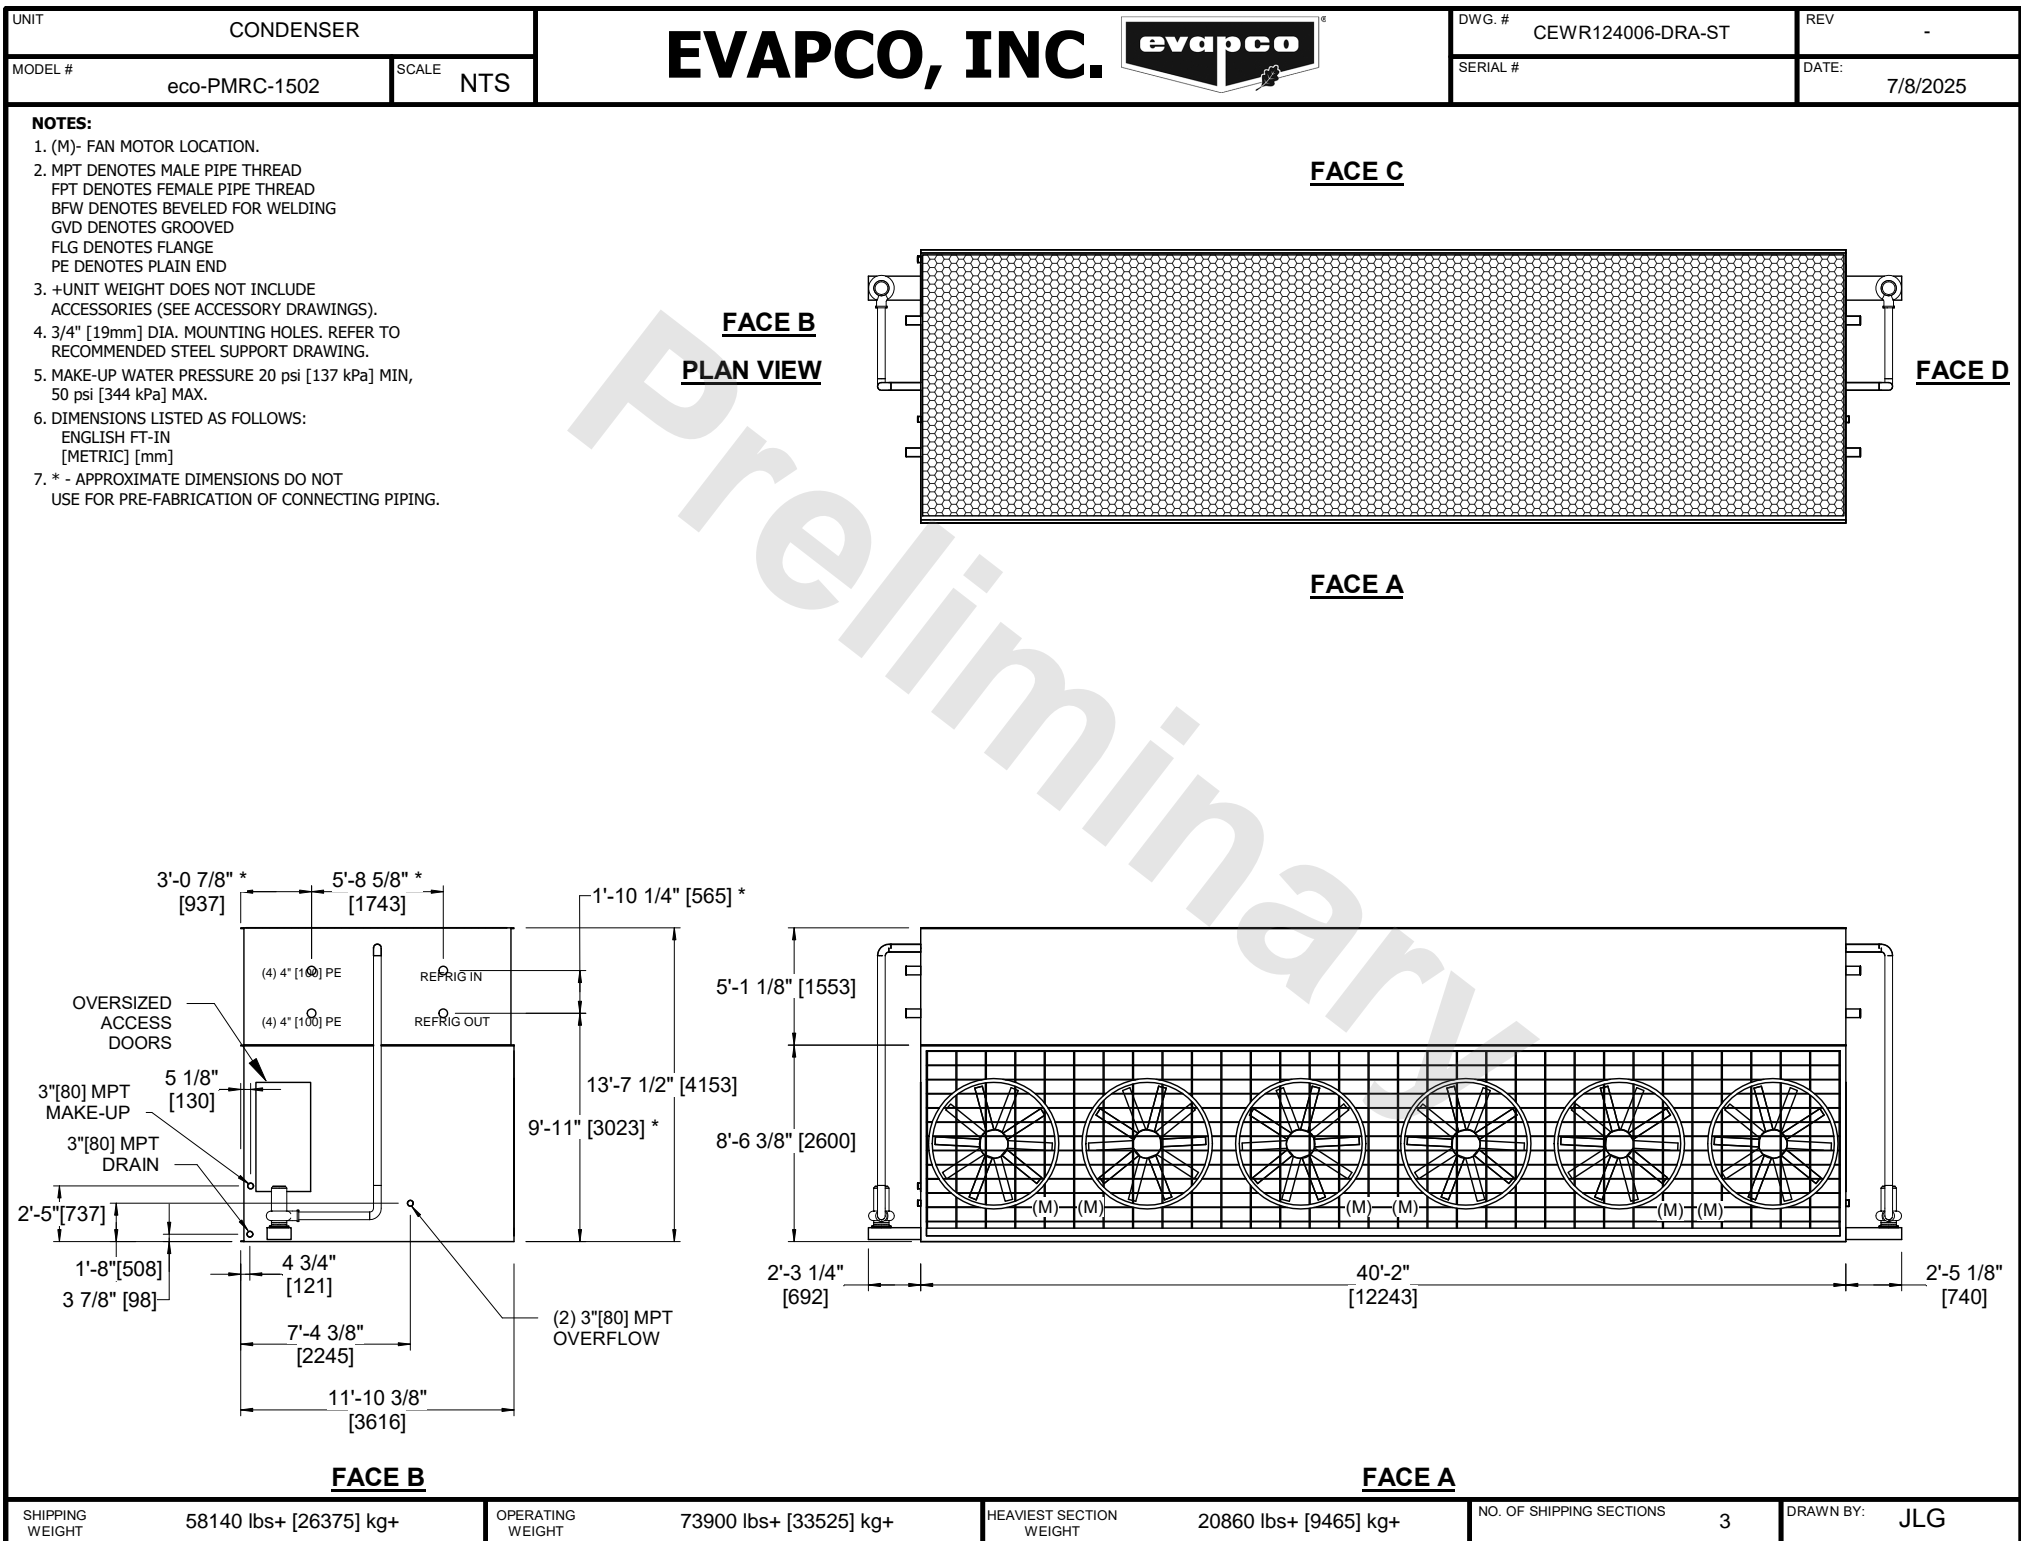 UNIT
CONDENSER
MODEL #
eco-PMRC-1502
SCALE
NTS
EVAPCO, INC.
evapco
®
DWG. #
CEWR124006-DRA-ST
REV
-
SERIAL #
DATE:
7/8/2025
NOTES:
1. (M)- FAN MOTOR LOCATION.
2. MPT DENOTES MALE PIPE THREAD
FPT DENOTES FEMALE PIPE THREAD
BFW DENOTES BEVELED FOR WELDING
GVD DENOTES GROOVED
FLG DENOTES FLANGE
PE DENOTES PLAIN END
3. +UNIT WEIGHT DOES NOT INCLUDE
ACCESSORIES (SEE ACCESSORY DRAWINGS).
4. 3/4" [19mm] DIA. MOUNTING HOLES. REFER TO
RECOMMENDED STEEL SUPPORT DRAWING.
5. MAKE-UP WATER PRESSURE 20 psi [137 kPa] MIN,
50 psi [344 kPa] MAX.
6. DIMENSIONS LISTED AS FOLLOWS:
ENGLISH FT-IN
[METRIC] [mm]
7. * - APPROXIMATE DIMENSIONS DO NOT
USE FOR PRE-FABRICATION OF CONNECTING PIPING.
FACE C
FACE B
PLAN VIEW
FACE D
FACE A
Preliminary
3'-0 7/8" *
[937]
5'-8 5/8" *
[1743]
1'-10 1/4" [565] *
(4) 4" [100] PE
REFRIG IN
(4) 4" [100] PE
REFRIG OUT
OVERSIZED
ACCESS
DOORS
5 1/8"
[130]
3"[80] MPT
MAKE-UP
3"[80] MPT
DRAIN
13'-7 1/2" [4153]
9'-11" [3023] *
2'-5"[737]
1'-8"[508]
3 7/8" [98]
4 3/4"
[121]
(2) 3"[80] MPT
OVERFLOW
7'-4 3/8"
[2245]
11'-10 3/8"
[3616]
FACE B
5'-1 1/8" [1553]
8'-6 3/8" [2600]
(M) (M) (M) (M) (M) (M)
2'-3 1/4"
[692]
40'-2"
[12243]
2'-5 1/8"
[740]
FACE A
SHIPPING
WEIGHT
58140 lbs+ [26375] kg+
OPERATING
WEIGHT
73900 lbs+ [33525] kg+
HEAVIEST SECTION
WEIGHT
20860 lbs+ [9465] kg+
NO. OF SHIPPING SECTIONS
3
DRAWN BY:
JLG